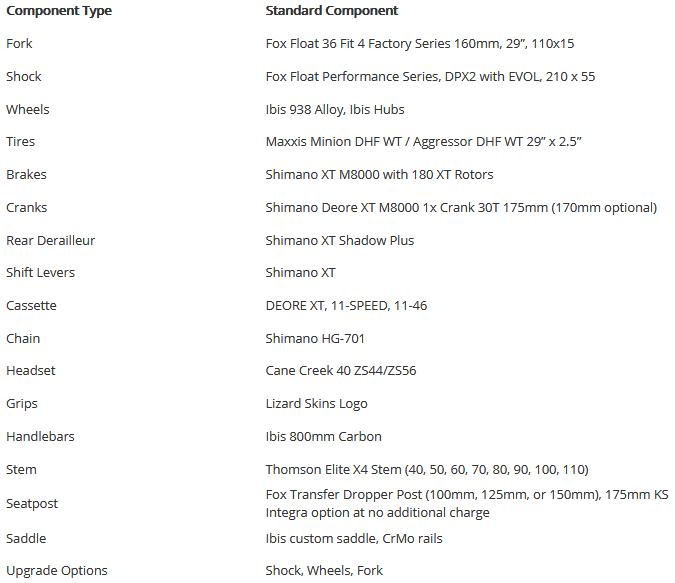 Component Type Standard Component
Fork Fox Float 36 Fit 4 Factory Series 160mm, 29”, 110x15
Shock Fox Float Performance Series, DPX2 with EVOL, 210 x 55
Wheels Ibis 938 Alloy, Ibis Hubs
Tires Maxxis Minion DHF WT / Aggressor DHF WT 29” x 2.5”
Brakes Shimano XT M8000 with 180 XT Rotors
Cranks Shimano Deore XT M8000 1x Crank 30T 175mm (170mm optional)
Rear Derailleur Shimano XT Shadow Plus
Shift Levers Shimano XT
Cassette DEORE XT, 11-SPEED, 11-46
Chain Shimano HG-701
Headset Cane Creek 40 ZS44/ZS56
Grips Lizard Skins Logo
Handlebars Ibis 800mm Carbon
Stem Thomson Elite X4 Stem (40, 50, 60, 70, 80, 90, 100, 110)
Seatpost Fox Transfer Dropper Post (100mm, 125mm, or 150mm), 175mm KS
Integra option at no additional charge
Saddle Ibis custom saddle, CrMo rails
Upgrade Options Shock, Wheels, Fork